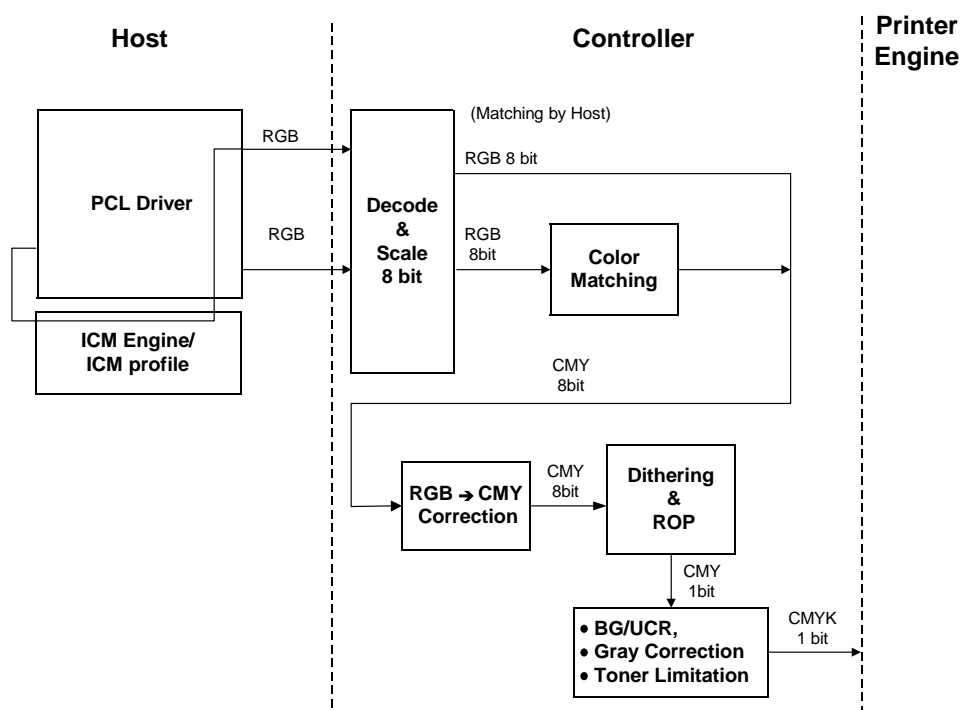 Host
Controller
Printer
Engine
(Matching by Host)
RGB
RGB 8 bit
PCL Driver
Decode
&
Scale
8 bit
RGB
RGB
8bit
Color
Matching
ICM Engine/
ICM profile
CMY
8bit
RGB → CMY
Correction
CMY
8bit
Dithering
&
ROP
CMY
1bit
• BG/UCR,
• Gray Correction
• Toner Limitation
CMYK
1 bit